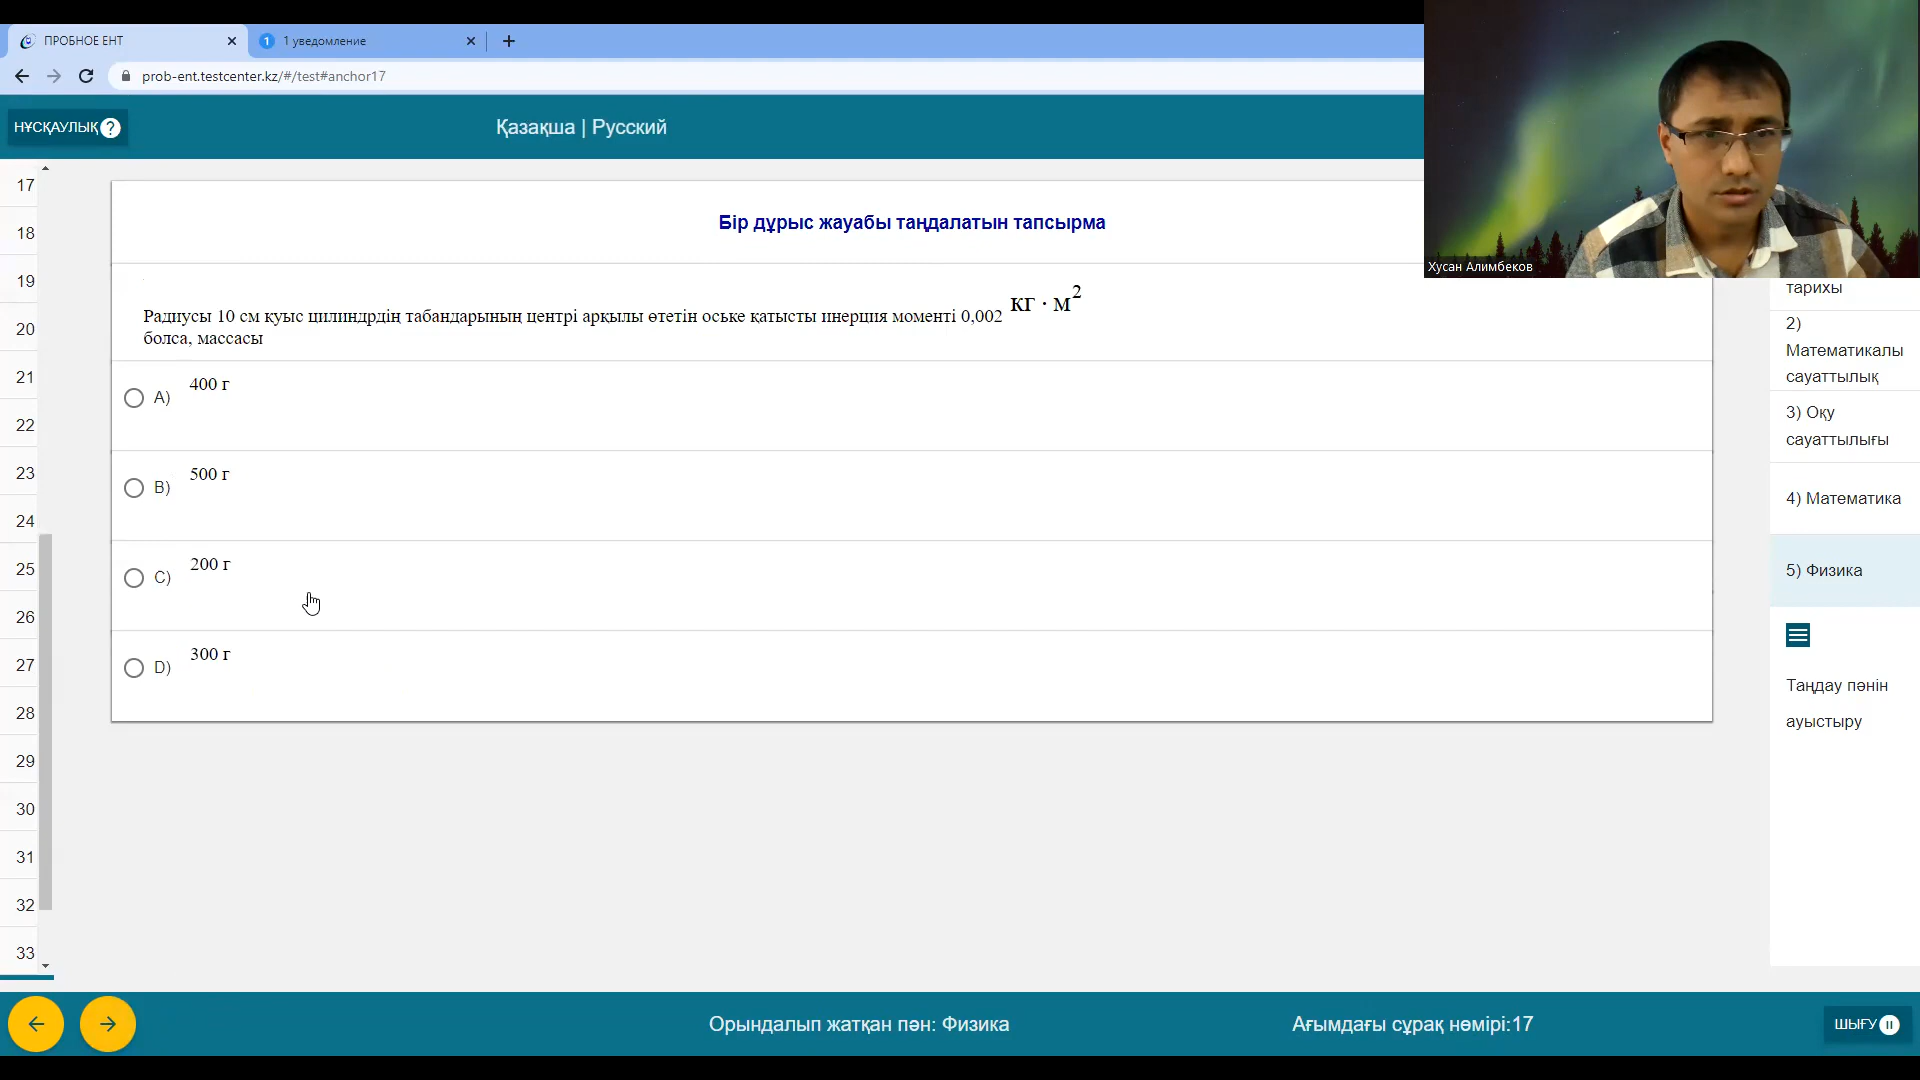 ПРОБНОЕ ЕНТ
1 1 уведомление
prob-ent.testcenter.kz/#/test#anchor17
НҰСҚАУЛЫҚ ?
Қазақша | Русский
Хусан Алимбеков
17
18
19
20
21
22
23
24
25
26
27
28
29
30
31
32
33
Бір дұрыс жауабы таңдалатын тапсырма
Радиусы 10 см қуыс цилиндрдің табандарының центрі арқылы өтетін оське қатысты инерция моменті 0,002 кг · м²
болса, массасы
A) 400 г
B) 500 г
C) 200 г
D) 300 г
тарихы
2)
Математикалы
сауаттылық
3) Оқу
сауаттылығы
4) Математика
5) Физика
Таңдау пәнін
ауыстыру
Орындалып жатқан пән: Физика
Ағымдағы сұрақ нөмірі:17
ШЫҒУ